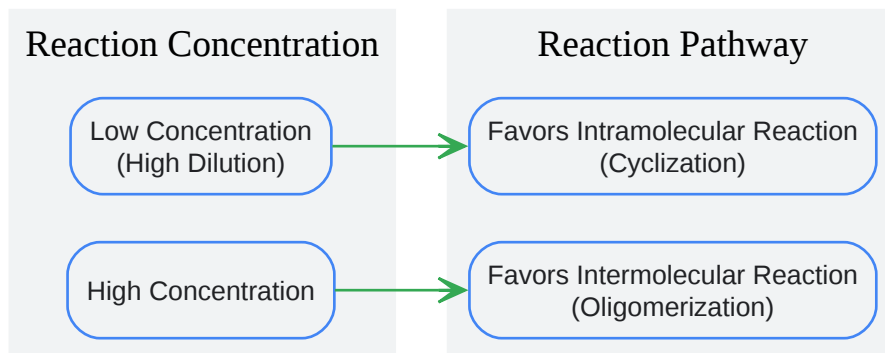 Reaction Concentration
Low Concentration
(High Dilution)
High Concentration
Reaction Pathway
Favors Intramolecular Reaction
(Cyclization)
Favors Intermolecular Reaction
(Oligomerization)